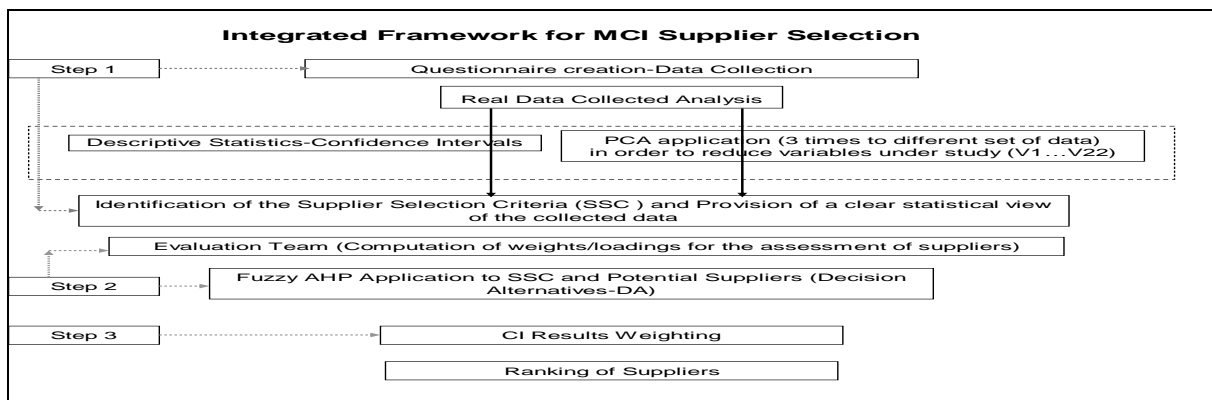 Integrated Framework for MCI Supplier Selection
Step 1
Questionnaire creation-Data Collection
Real Data Collected Analysis
Descriptive Statistics-Confidence Intervals
PCA application (3 times to different set of data)
in order to reduce variables under study (V1…V22)
Identification of the Supplier Selection Criteria (SSC ) and Provision of a clear statistical view
of the collected data
Evaluation Team (Computation of weights/loadings for the assessment of suppliers)
Step 2
Fuzzy AHP Application to SSC and Potential Suppliers (Decision
Alternatives-DA)
Step 3
CI Results Weighting
Ranking of Suppliers